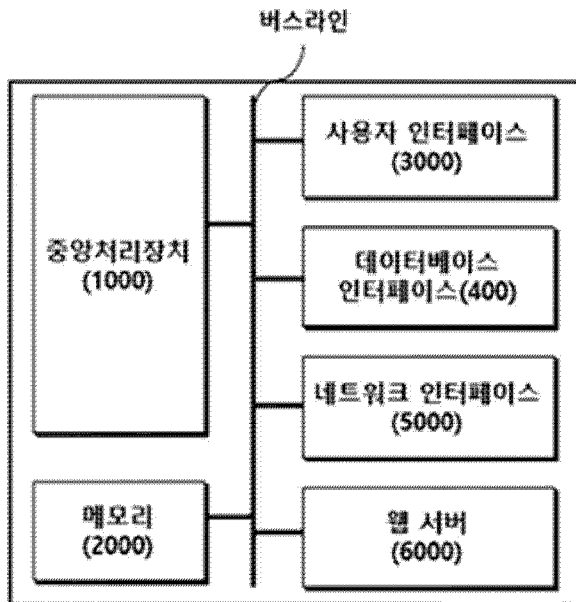 버스라인
중앙처리장치
(1000)
메모리
(2000)
사용자 인터페이스
(3000)
데이터베이스
인터페이스(400)
네트워크 인터페이스
(5000)
웹 서버
(6000)